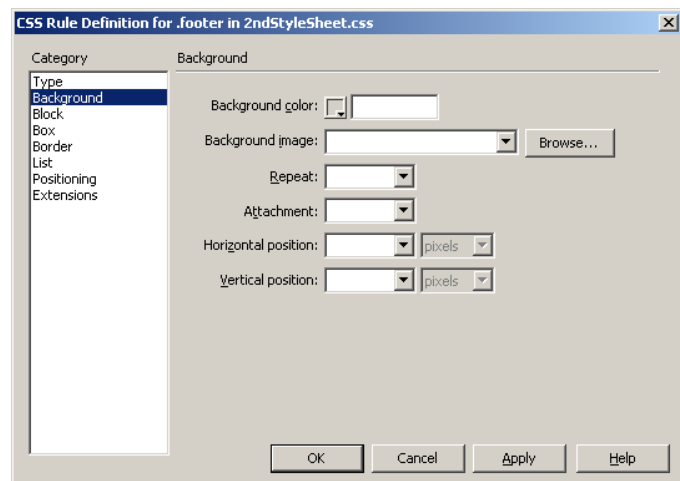 CSS Rule Definition for .footer in 2ndStyleSheet.css
Category
Type
Background
Block
Box
Border
List
Positioning
Extensions
Background
Background color:
Background image:
Browse...
Repeat:
Attachment:
Horizontal position:
pixels
Vertical position:
pixels
OK
Cancel
Apply
Help